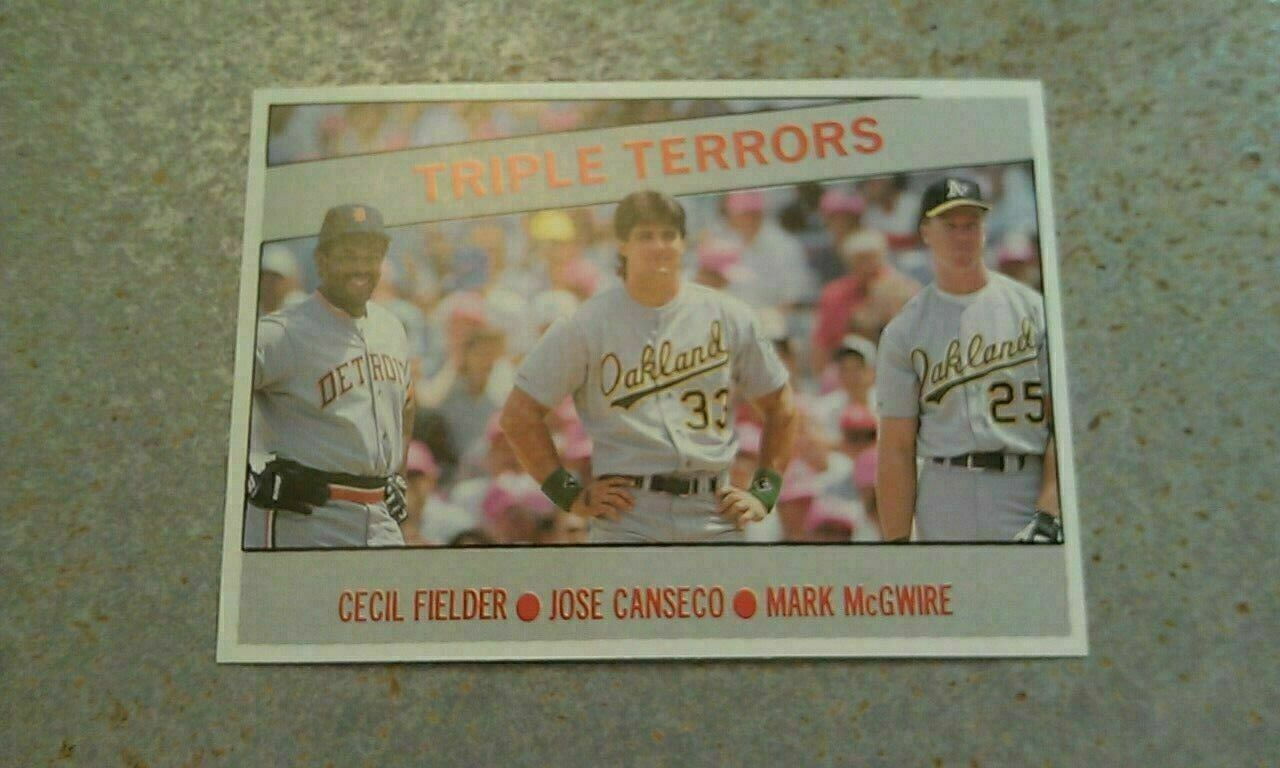 TRIPLE TERRORS
D
A's
DETROIT
Oakland
33
Oakland
25
CECIL FIELDER ● JOSE CANSECO ● MARK McGWIRE